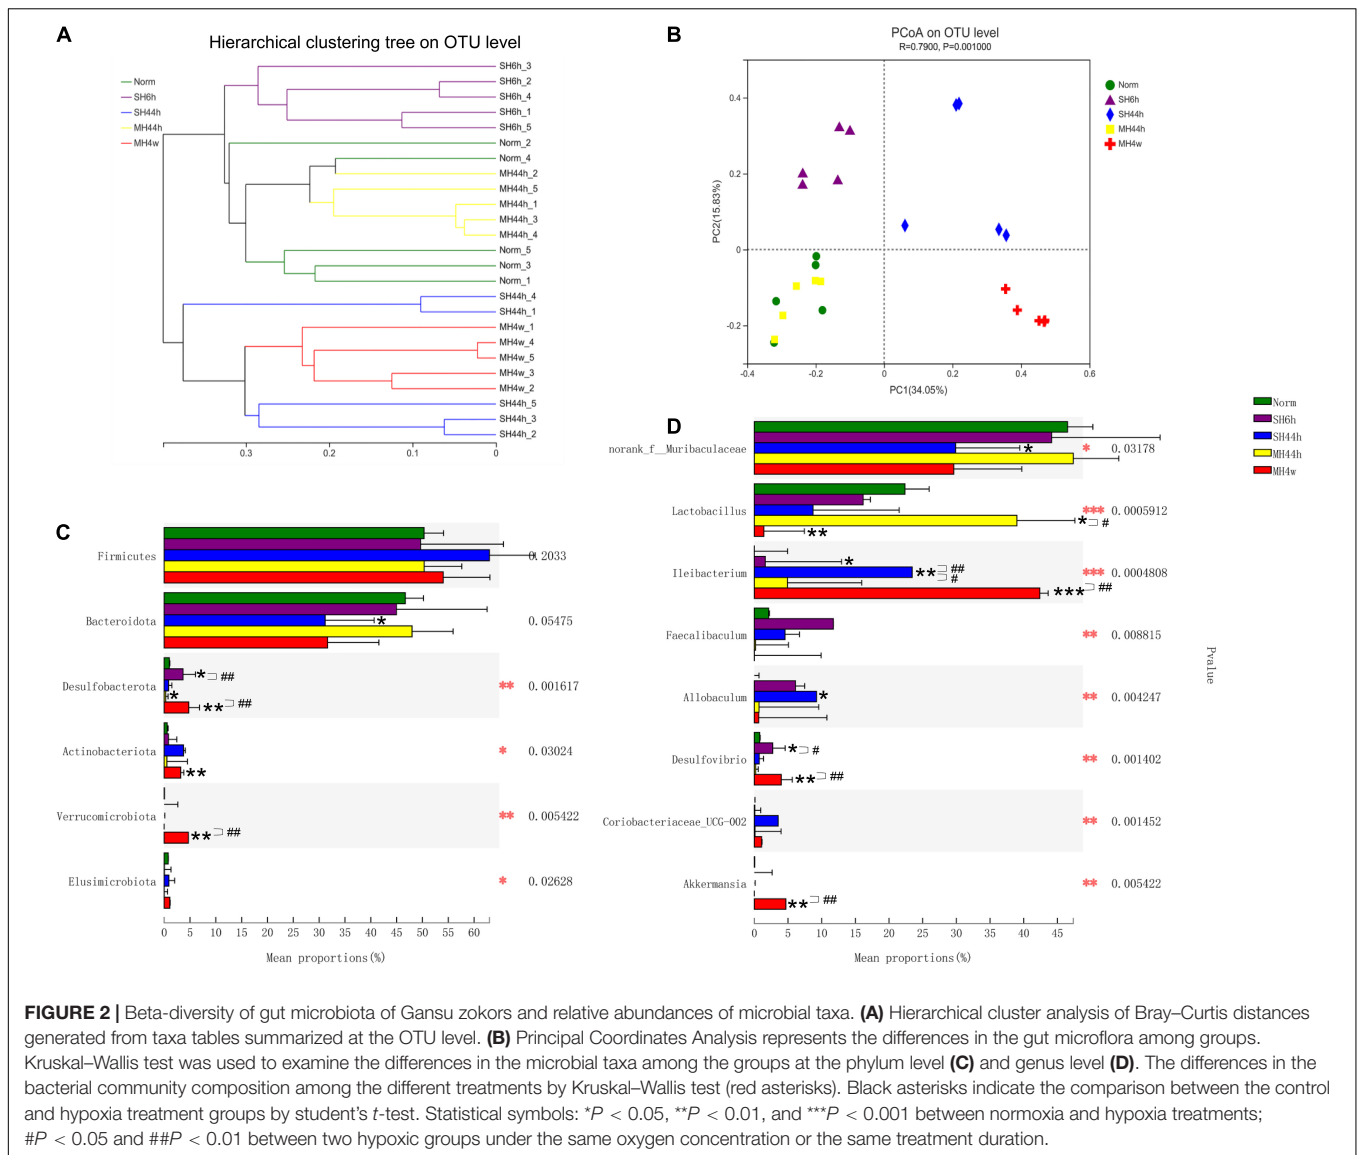 A
Hierarchical clustering tree on OTU level
Norm
SH6h
SH44h
MH44h
MH4w
SH6h_3
SH6h_2
SH6h_4
SH6h_1
SH6h_5
Norm_2
Norm_4
MH44h_2
MH44h_5
MH44h_1
MH44h_3
MH44h_4
Norm_5
Norm_3
Norm_1
SH44h_4
SH44h_1
MH4w_1
MH4w_4
MH4w_5
MH4w_3
MH4w_2
SH44h_5
SH44h_3
SH44h_2
0.3 0.2 0.1 0
B
PCoA on OTU level
R=0.7900, P=0.001000
Norm
SH6h
SH44h
MH44h
MH4w
0.4
0.2
0
-0.2
-0.4
PC2(15.83%)
-0.4 -0.2 0 0.2 0.4 0.6
PC1(34.05%)
C
Firmicutes 0.2033
Bacteroidota * 0.05475
Desulfobacterota * ## * ** ## ** 0.001617
Actinobacteriota ** * 0.03024
Verrucomicrobiota ** ## ** 0.005422
Elusimicrobiota * 0.02628
0 5 10 15 20 25 30 35 40 45 50 55 60
Mean proportions(%)
D
Norm
SH6h
SH44h
MH44h
MH4w
norank_f__Muribaculaceae * * 0.03178
Lactobacillus * # ** *** 0.0005912
Ileibacterium * ** ## # *** ## *** 0.0004808
Faecalibaculum ** 0.008815
Allobaculum * ** 0.004247
Desulfovibrio * # ** ## ** 0.001402
Coriobacteriaceae_UCG-002 ** 0.001452
Akkermansia ** ## ** 0.005422
Pvalue
0 5 10 15 20 25 30 35 40 45
Mean proportions(%)
FIGURE 2 | Beta-diversity of gut microbiota of Gansu zokors and relative abundances of microbial taxa. (A) Hierarchical cluster analysis of Bray–Curtis distances
generated from taxa tables summarized at the OTU level. (B) Principal Coordinates Analysis represents the differences in the gut microflora among groups.
Kruskal–Wallis test was used to examine the differences in the microbial taxa among the groups at the phylum level (C) and genus level (D). The differences in the
bacterial community composition among the different treatments by Kruskal–Wallis test (red asterisks). Black asterisks indicate the comparison between the control
and hypoxia treatment groups by student's t-test. Statistical symbols: *P < 0.05, **P < 0.01, and ***P < 0.001 between normoxia and hypoxia treatments;
#P < 0.05 and ##P < 0.01 between two hypoxic groups under the same oxygen concentration or the same treatment duration.